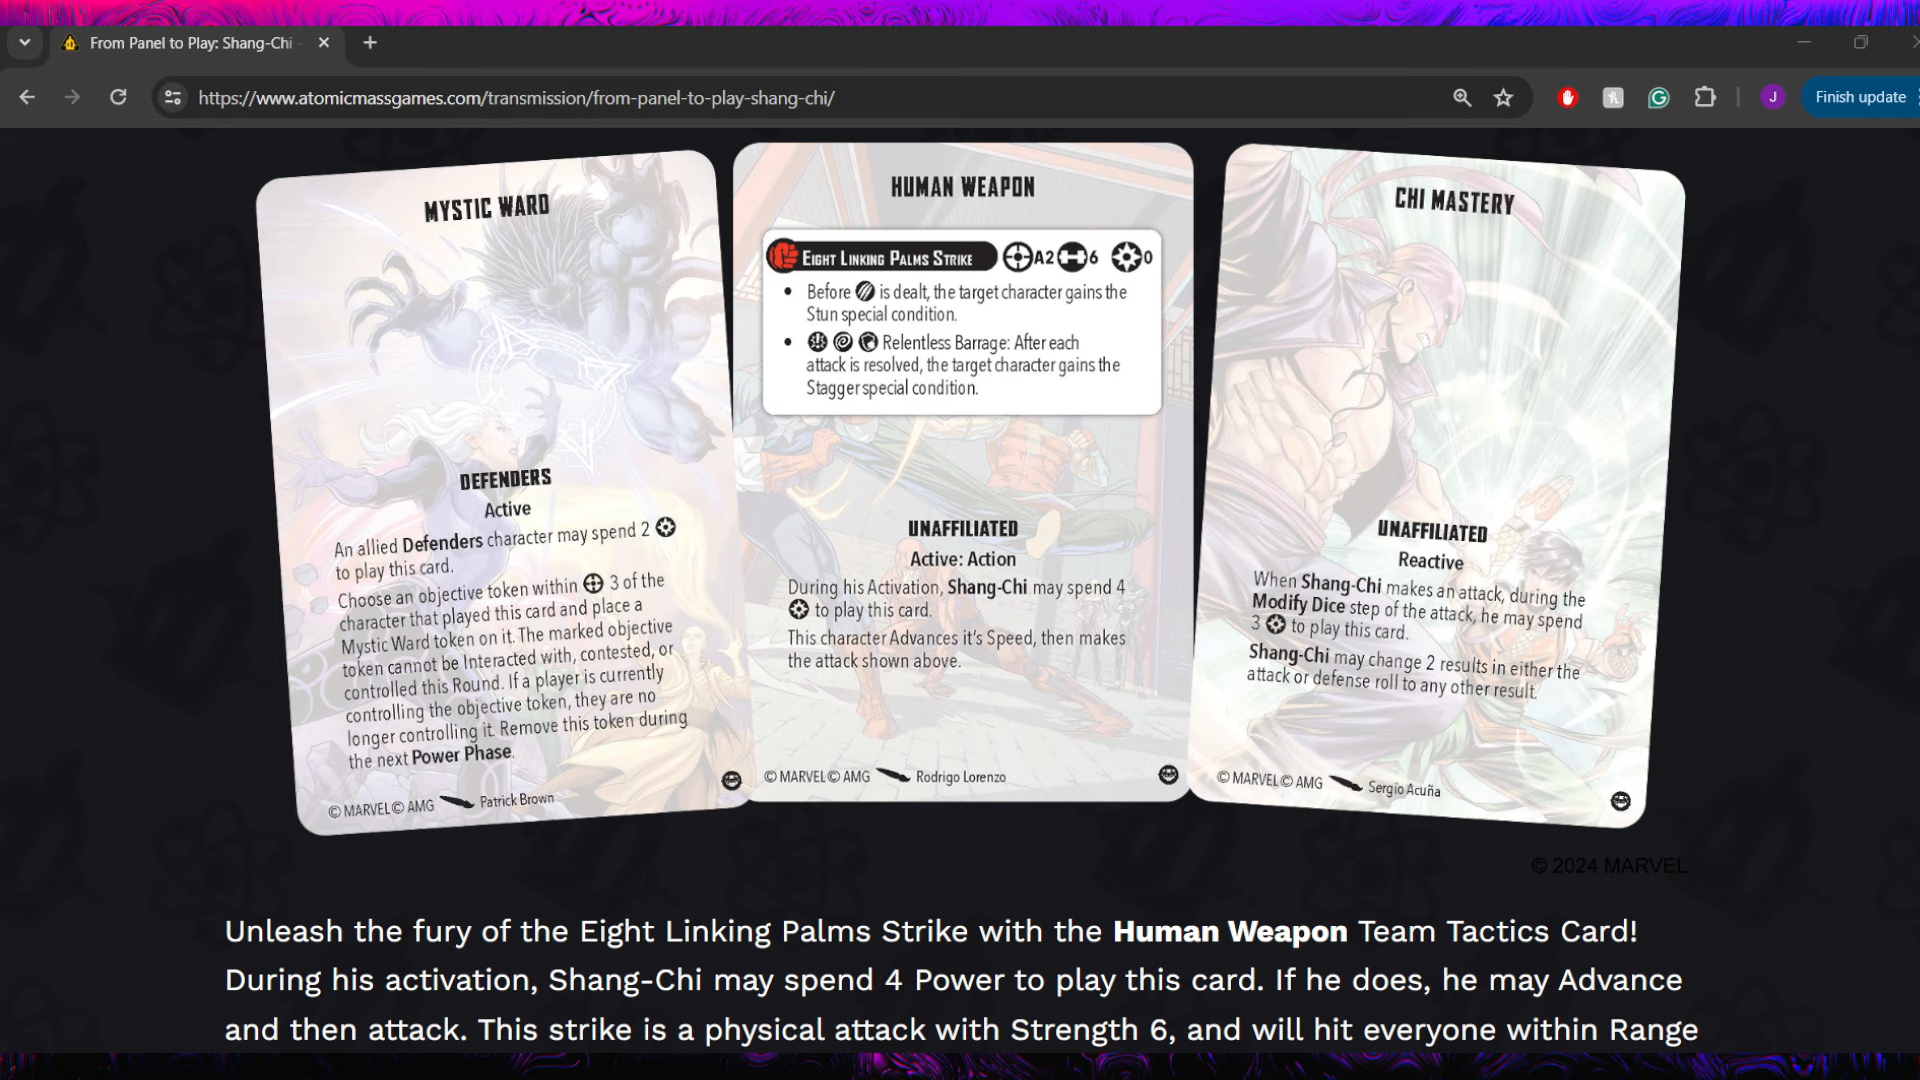 From Panel to Play: Shang-Chi
https://www.atomicmassgames.com/transmission/from-panel-to-play-shang-chi/
J
Finish update
MYSTIC WARD
DEFENDERS
Active
An allied Defenders character may spend 2
to play this card.
Choose an objective token within 3 of the
character that played this card and place a
Mystic Ward token on it. The marked objective
token cannot be Interacted with, contested, or
controlled this Round. If a player is currently
controlling the objective token, they are no
longer controlling it. Remove this token during
the next Power Phase.
© MARVEL © AMG Patrick Brown
HUMAN WEAPON
EIGHT LINKING PALMS STRIKE A2 6 0
• Before is dealt, the target character gains the
Stun special condition.
• Relentless Barrage: After each
attack is resolved, the target character gains the
Stagger special condition.
UNAFFILIATED
Active: Action
During his Activation, Shang-Chi may spend 4
to play this card.
This character Advances it's Speed, then makes
the attack shown above.
© MARVEL © AMG Rodrigo Lorenzo
CHI MASTERY
UNAFFILIATED
Reactive
When Shang-Chi makes an attack, during the
Modify Dice step of the attack, he may spend
3 to play this card.
Shang-Chi may change 2 results in either the
attack or defense roll to any other result.
© MARVEL © AMG Sergio Acuña
© 2024 MARVEL
Unleash the fury of the Eight Linking Palms Strike with the Human Weapon Team Tactics Card!
During his activation, Shang-Chi may spend 4 Power to play this card. If he does, he may Advance
and then attack. This strike is a physical attack with Strength 6, and will hit everyone within Range